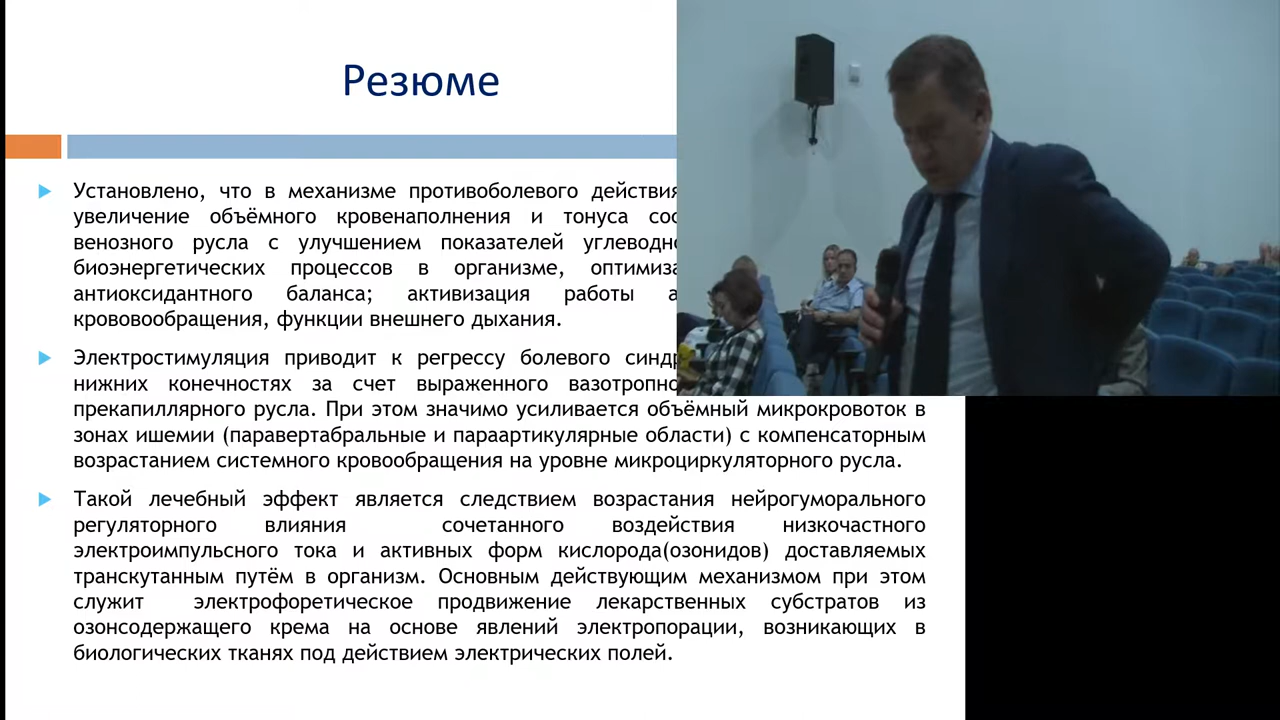 Резюме
Установлено, что в механизме противоболевого действия
увеличение объёмного кровенаполнения и тонуса
венозного русла с улучшением показателей
биоэнергетических процессов в организме,
антиоксидантного баланса; активизация работы
крововообращения, функции внешнего дыхания.
Электростимуляция приводит к регрессу болевого
нижних конечностях за счет выраженного
прекапиллярного русла. При этом значимо усиливается объёмный микрокровоток в
зонах ишемии (паравертабральные и параартикулярные области) с компенсаторным
возрастанием системного кровообращения на уровне микроциркуляторного русла.
Такой лечебный эффект является следствием возрастания нейрогуморального
регуляторного влияния сочетанного воздействия низкочастного
электроимпульсного тока и активных форм кислорода(озонидов) доставляемых
транскутанным путём в организм. Основным действующим механизмом при этом
служит электрофоретическое продвижение лекарственных субстратов из
озонсодержащего крема на основе явлений электропорации, возникающих в
биологических тканях под действием электрических полей.